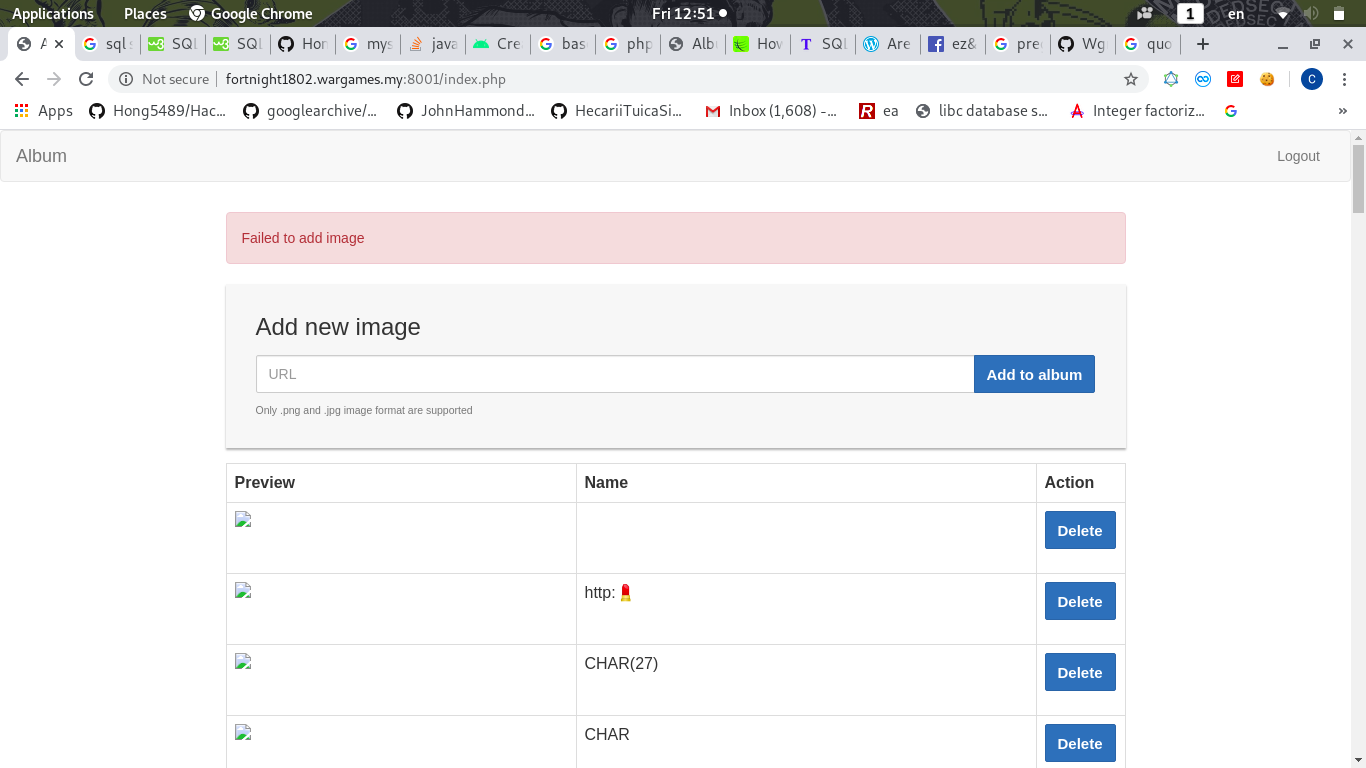 Applications Places Google Chrome Fri 12:51 1 en
A sql s SQL SQL Hon mys java Cre bas php Alb How SQL Are ez& pre Wg quo
Not secure fortnight1802.wargames.my:8001/index.php C
Apps Hong5489/Hac... googlearchive/... JohnHammond... HecariiTuicaSi... Inbox (1,608) -... ea libc database s... Integer factoriz... »
Album Logout
Failed to add image
Add new image
URL Add to album
Only .png and .jpg image format are supported
Preview Name Action
Delete
http:💄 Delete
CHAR(27) Delete
CHAR Delete